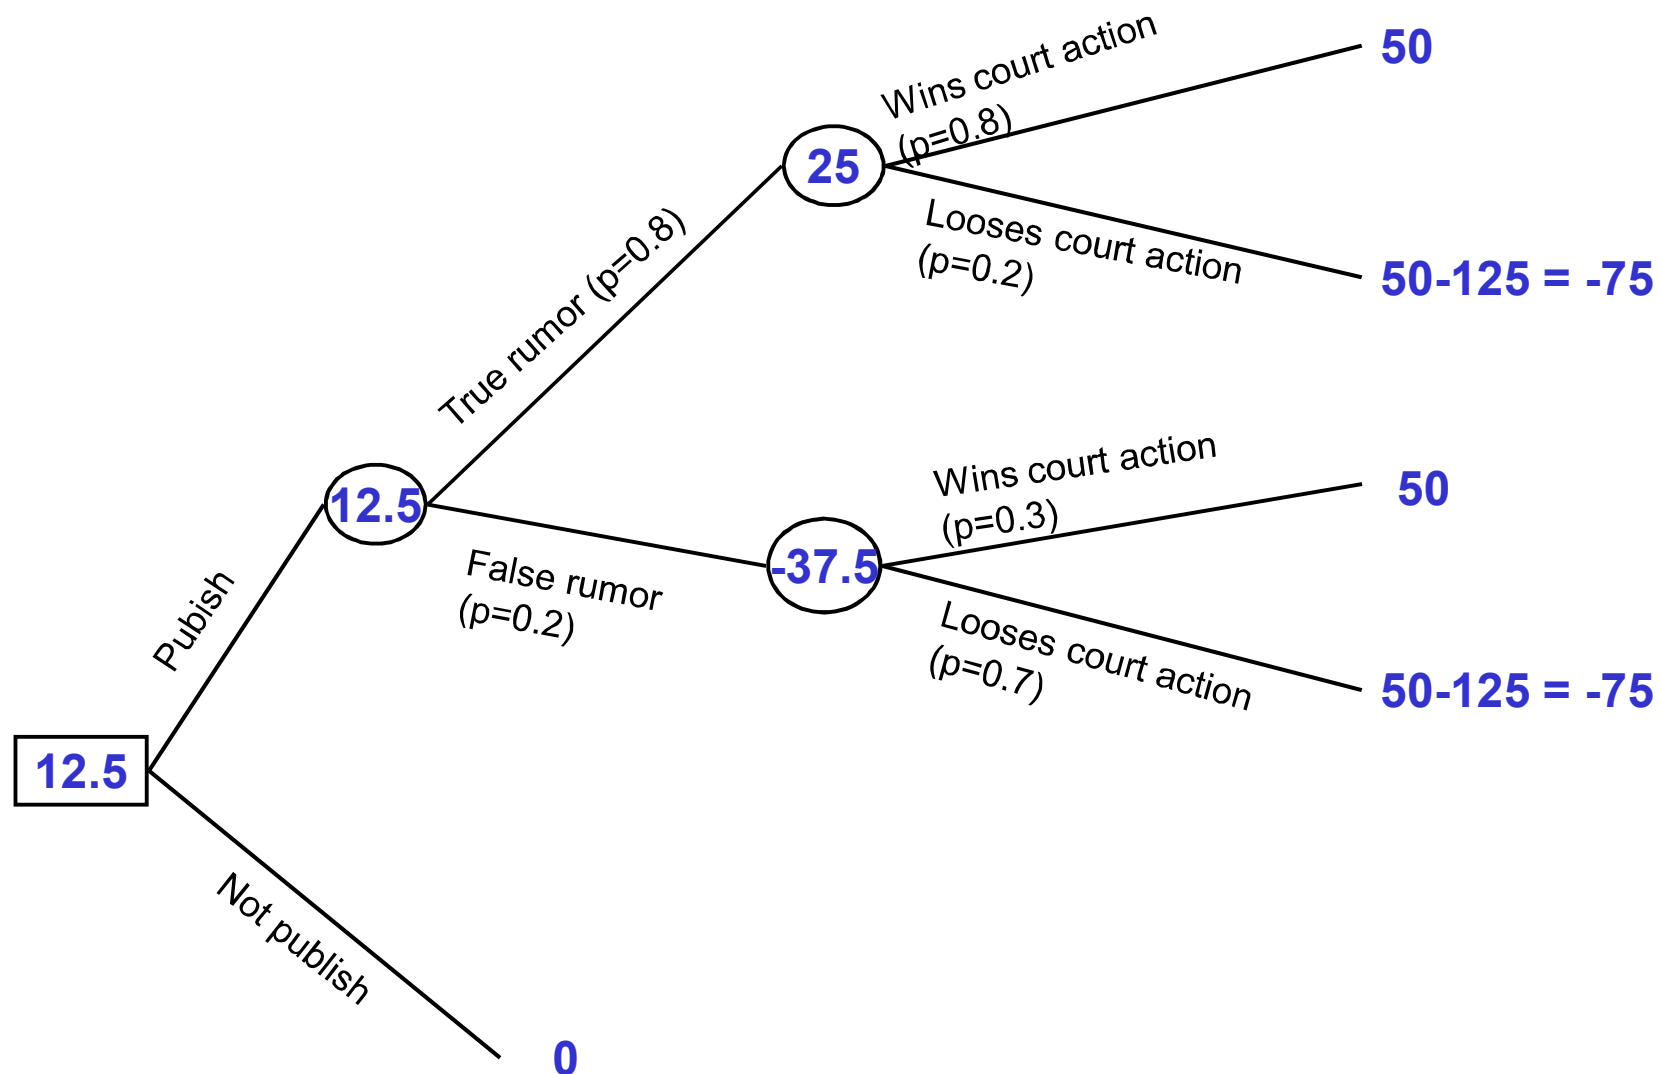 Wins court action
(p=0.8)
50
25
Looses court action
(p=0.2)
50-125 = -75
True rumor (p=0.8)
12.5
Wins court action
(p=0.3)
50
False rumor
(p=0.2)
-37.5
Looses court action
(p=0.7)
50-125 = -75
Pubish
12.5
Not publish
0